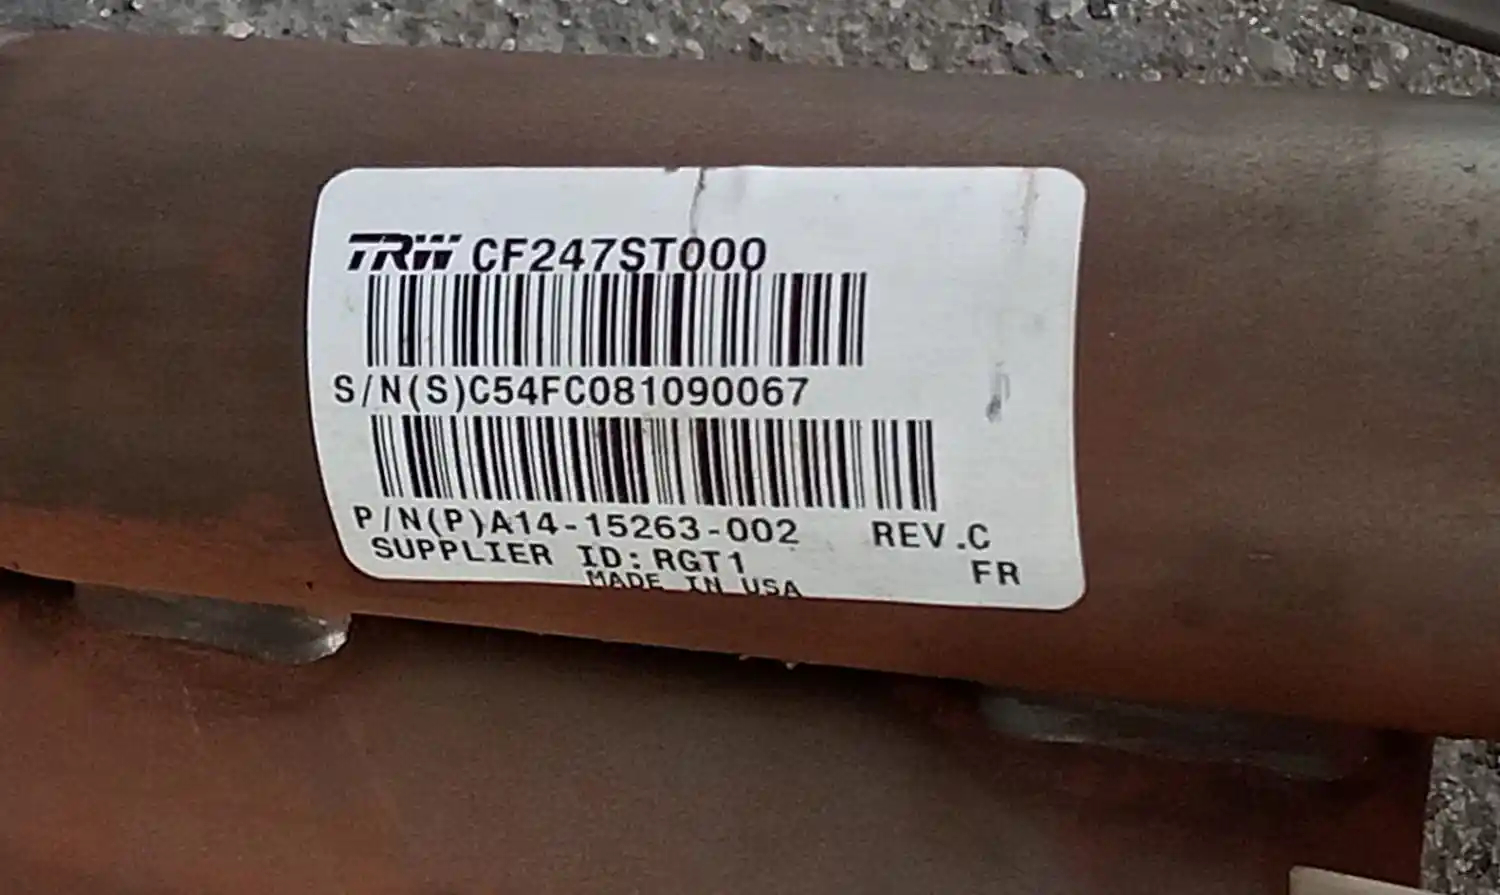 TRW CF247ST000
S/N(S)C54FC081090067
P/N(P)A14-15263-002 REV.C
SUPPLIER ID:RGT1 FR
MADE IN USA